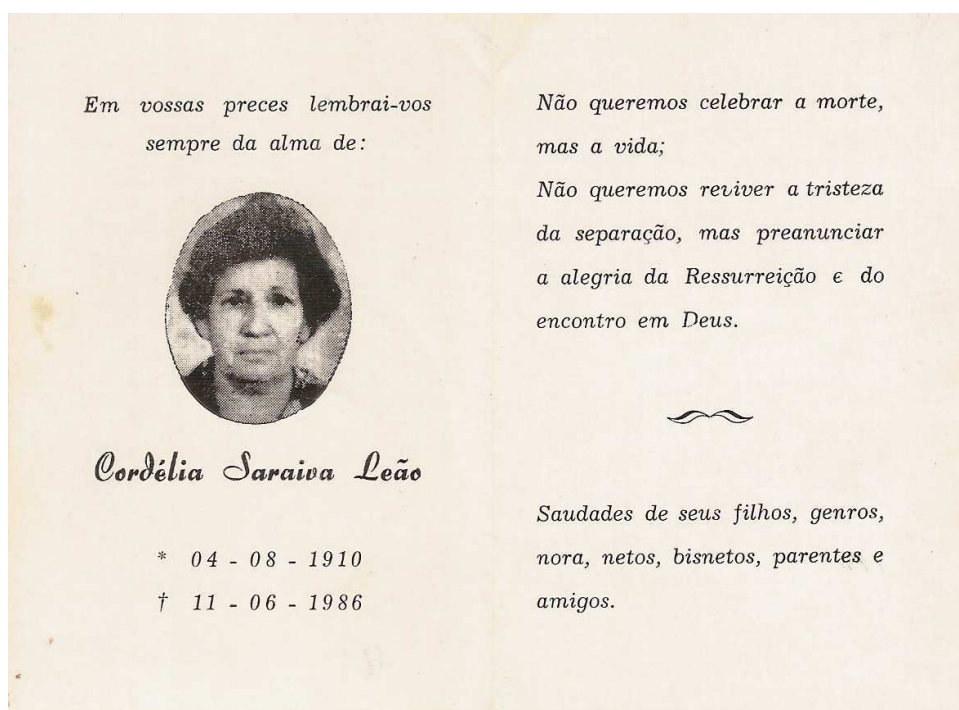 Em vossas preces lembrai-vos
sempre da alma de:
Cordélia Saraiva Leão
* 04 - 08 - 1910
† 11 - 06 - 1986
Não queremos celebrar a morte,
mas a vida;
Não queremos reviver a tristeza
da separação, mas preanunciar
a alegria da Ressurreição e do
encontro em Deus.
Saudades de seus filhos, genros,
nora, netos, bisnetos, parentes e
amigos.